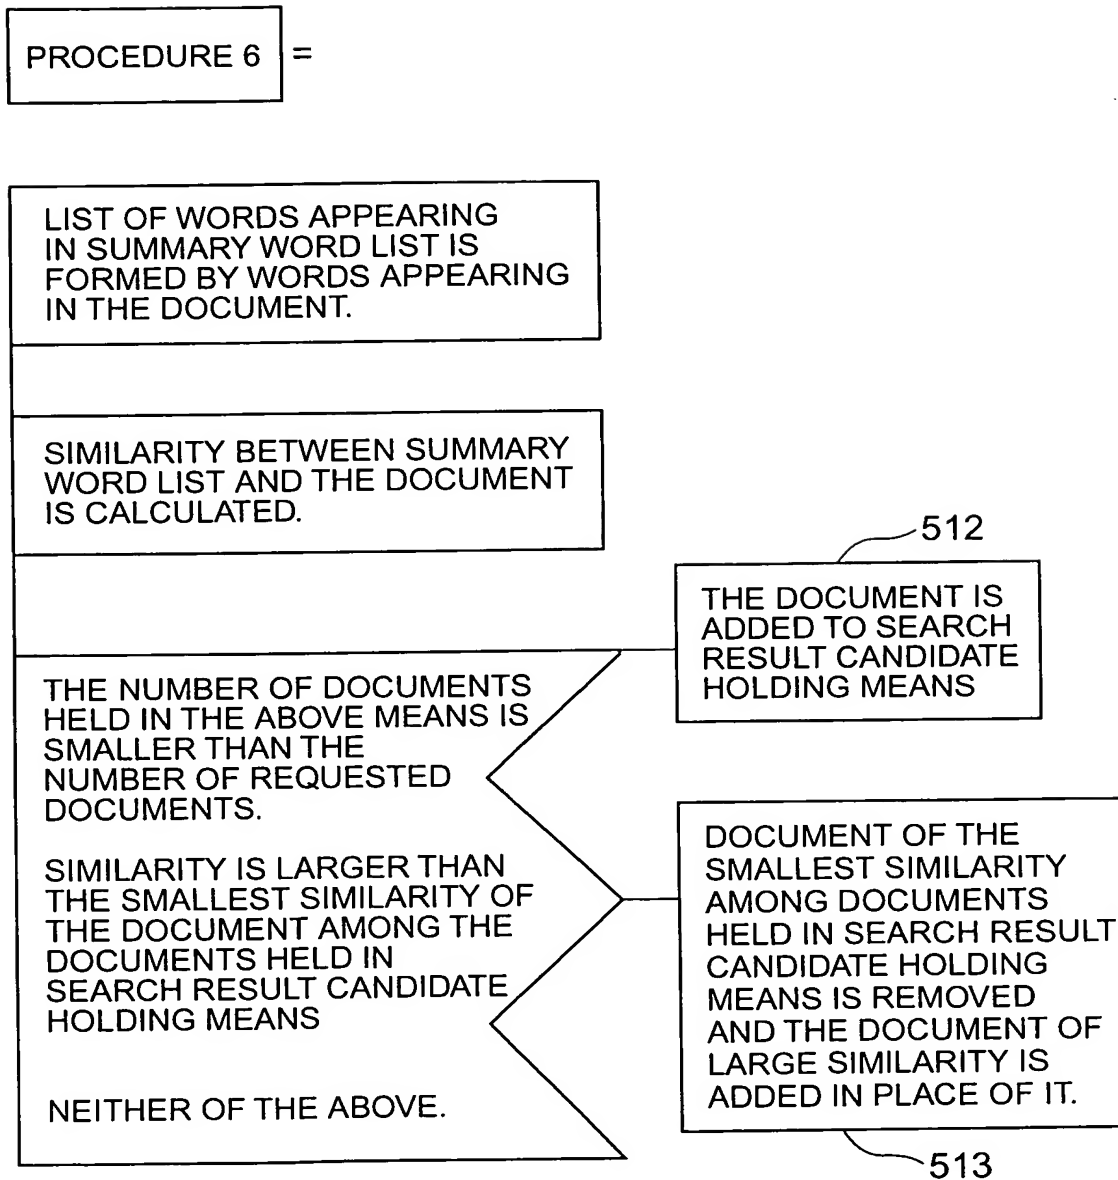 PROCEDURE 6 =
LIST OF WORDS APPEARING
IN SUMMARY WORD LIST IS
FORMED BY WORDS APPEARING
IN THE DOCUMENT.
SIMILARITY BETWEEN SUMMARY
WORD LIST AND THE DOCUMENT
IS CALCULATED.
512
THE DOCUMENT IS
ADDED TO SEARCH
RESULT CANDIDATE
HOLDING MEANS
THE NUMBER OF DOCUMENTS
HELD IN THE ABOVE MEANS IS
SMALLER THAN THE
NUMBER OF REQUESTED
DOCUMENTS.
SIMILARITY IS LARGER THAN
THE SMALLEST SIMILARITY OF
THE DOCUMENT AMONG THE
DOCUMENTS HELD IN
SEARCH RESULT CANDIDATE
HOLDING MEANS
DOCUMENT OF THE
SMALLEST SIMILARITY
AMONG DOCUMENTS
HELD IN SEARCH RESULT
CANDIDATE HOLDING
MEANS IS REMOVED
AND THE DOCUMENT OF
LARGE SIMILARITY IS
ADDED IN PLACE OF IT.
NEITHER OF THE ABOVE.
513